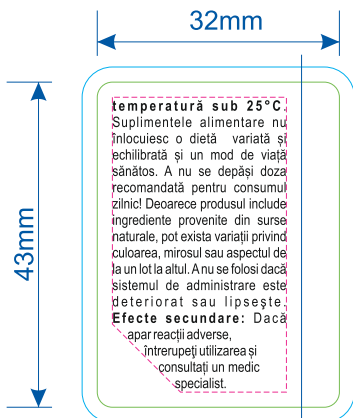 32mm
43mm
temperatură sub 25°C.
Suplimentele alimentare nu
înlocuiesc o dietă variată și
echilibrată și un mod de viață
sănătos. A nu se depăși doza
recomandată pentru consumul
zilnic! Deoarece produsul include
ingrediente provenite din surse
naturale, pot exista variații privind
culoarea, mirosul sau aspectul de
la un lot la altul. A nu se folosi dacă
sistemul de administrare este
deteriorat sau lipsește.
Efecte secundare: Dacă
apar reacții adverse,
întrerupeți utilizarea și
consultați un medic
specialist.